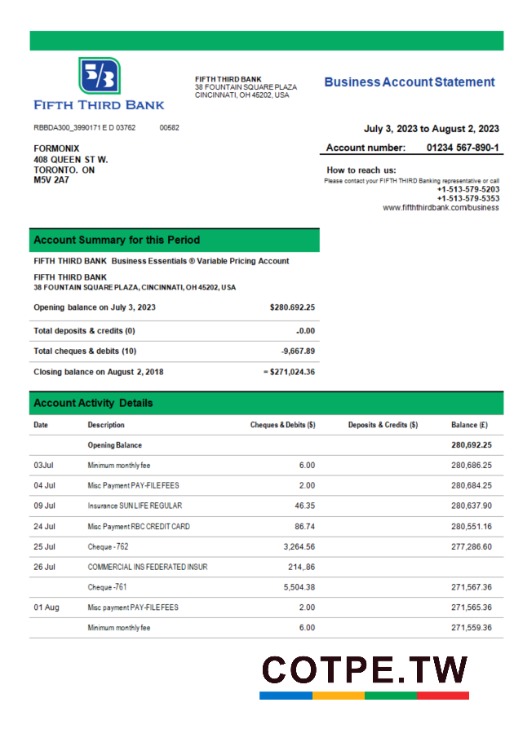 5/3
FIFTH THIRD BANK
FIFTH THIRD BANK
38 FOUNTAIN SQUARE PLAZA
CINCINNATI, OH 45202, USA
Business Account Statement
RBBDA300_3990171 E D 03762 00582
July 3, 2023 to August 2, 2023
FORMONIX
408 QUEEN ST W.
TORONTO. ON
M5V 2A7
Account number: 01234 567-890-1
How to reach us:
Please contact your FIFTH THIRD Banking representative or call
+1-513-579-5203
+1-513-579-5353
www.fifththirdbank.com/business
Account Summary for this Period
FIFTH THIRD BANK Business Essentials ® Variable Pricing Account
FIFTH THIRD BANK
38 FOUNTAIN SQUARE PLAZA, CINCINNATI, OH 45202, USA
Opening balance on July 3, 2023 $280.692.25
Total deposits & credits (0) -0.00
Total cheques & debits (10) -9,667.89
Closing balance on August 2, 2018 = $271,024.36
Account Activity Details
Date Description Cheques & Debits ($) Deposits & Credits ($) Balance (£)
Opening Balance 280,692.25
03Jul Minimum monthly fee 6.00 280,686.25
04 Jul Misc Payment PAY-FILE FEES 2.00 280,684.25
09 Jul Insurance SUN LIFE REGULAR 46.35 280,637.90
24 Jul Misc Payment RBC CREDIT CARD 86.74 280,551.16
25 Jul Cheque -762 3,264.56 277,286.60
26 Jul COMMERCIAL INS FEDERATED INSUR 214,.86
Cheque -761 5,504.38 271,567.36
01 Aug Misc payment PAY-FILE FEES 2.00 271,565.36
Minimum monthly fee 6.00 271,559.36
COTPE.TW